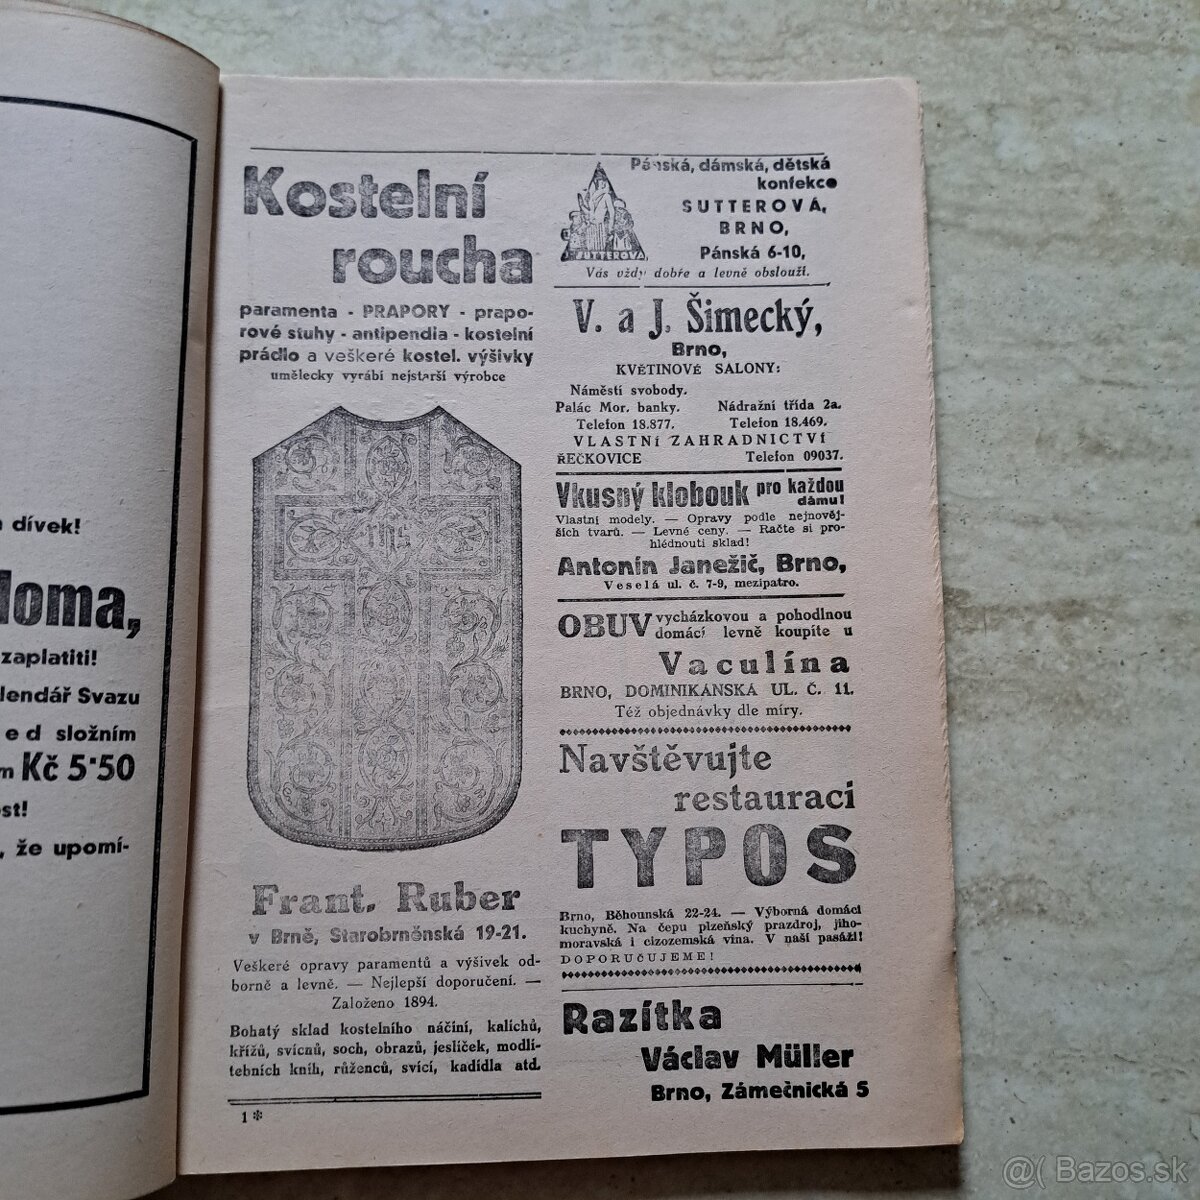 dívek!
doma,
zaplatiti!
lendář Svazu
e d složním
Kč 5·50
st!
, že upomí-
Kostelní
roucha
paramenta - PRAPORY - prapo-
rové stuhy - antipendia - kostelní
prádlo a veškeré kostel. výšivky
umělecky vyrábí nejstarší výrobce
IHS
Frant. Ruber
v Brně, Starobrněnská 19-21.
Veškeré opravy paramentů a výšivek od-
borně a levně. — Nejlepší doporučení. —
Založeno 1894.
Bohatý sklad kostelního náčiní, kalichů,
křížů, svícnů, soch, obrazů, jesliček, modli-
tebních knih, růženců, svící, kadidla atd.
1*
Pánská, dámská, dětská
konfekce
SUTTEROVÁ,
BRNO,
Pánská 6-10,
SUTTEROVÁ
Vás vždy dobře a levně obslouží.
V. a J. Šimecký,
Brno,
KVĚTINOVÉ SALONY:
Náměstí svobody.
Palác Mor. banky. Nádražní třída 2a.
Telefon 18.877. Telefon 18.469.
VLASTNÍ ZAHRADNICTVÍ
ŘEČKOVICE Telefon 09037.
Vkusný klobouk pro každou
dámu!
Vlastní modely. — Opravy podle nejnověj-
ších tvarů. — Levné ceny. — Račte si pro-
hlédnouti sklad!
Antonín Janežič, Brno,
Veselá ul. č. 7-9, mezipatro.
OBUV vycházkovou a pohodlnou
domácí levně koupíte u
Vaculína
BRNO, DOMINIKÁNSKÁ UL. Č. 11.
Též objednávky dle míry.
Navštěvujte
restauraci
TYPOS
Brno, Běhounská 22-24. — Výborná domácí
kuchyně. Na čepu plzeňský prazdroj, jiho-
moravská i cizozemská vína. V naší pasáži!
DOPORUČUJEME!
Razítka
Václav Müller
Brno, Zámečnická 5
@( Bazos.sk